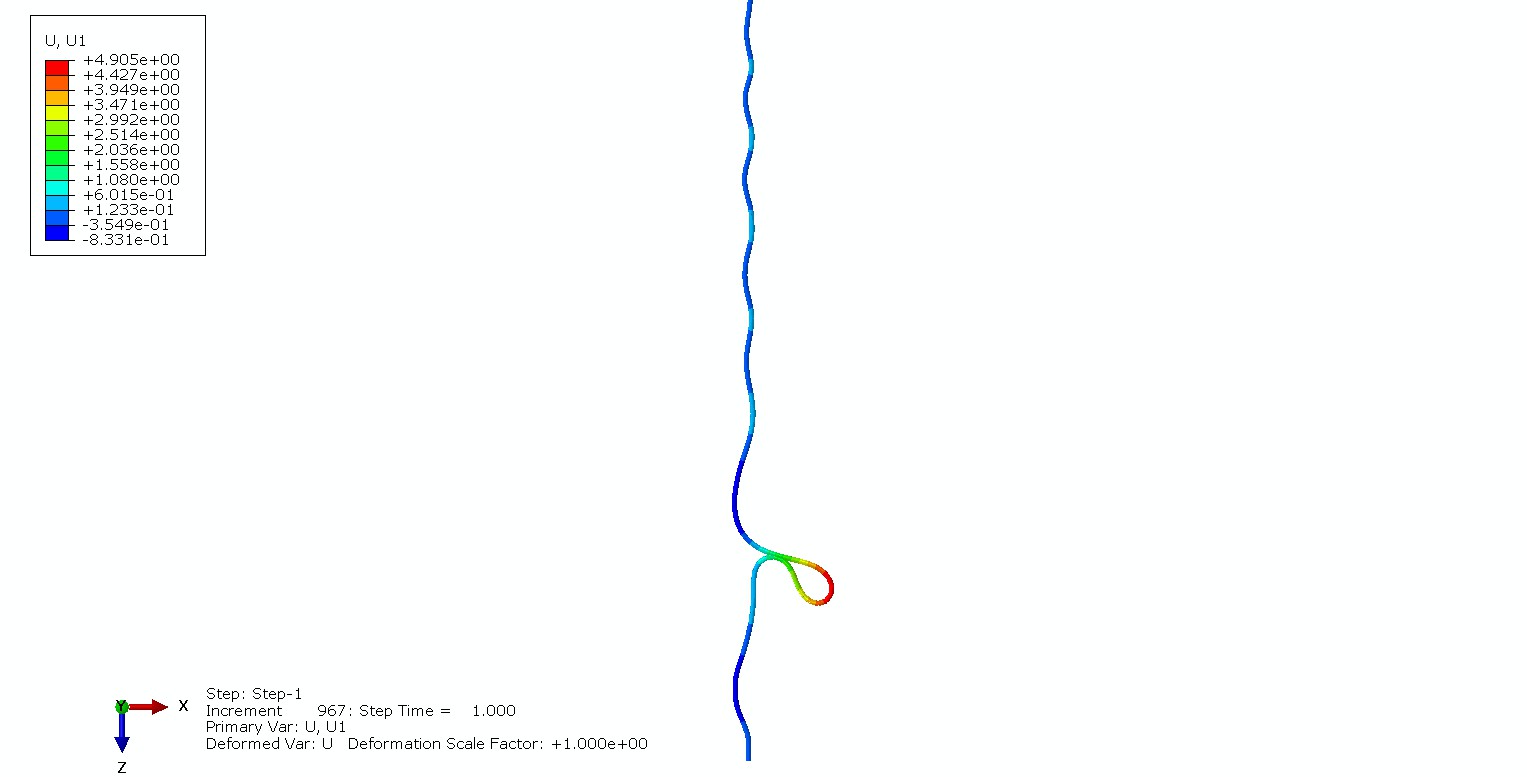 U, U1
+4.905e+00
+4.427e+00
+3.949e+00
+3.471e+00
+2.992e+00
+2.514e+00
+2.036e+00
+1.558e+00
+1.080e+00
+6.015e-01
+1.233e-01
-3.549e-01
-8.331e-01
Step: Step-1
Increment 967: Step Time = 1.000
Primary Var: U, U1
Deformed Var: U Deformation Scale Factor: +1.000e+00
Y
X
Z